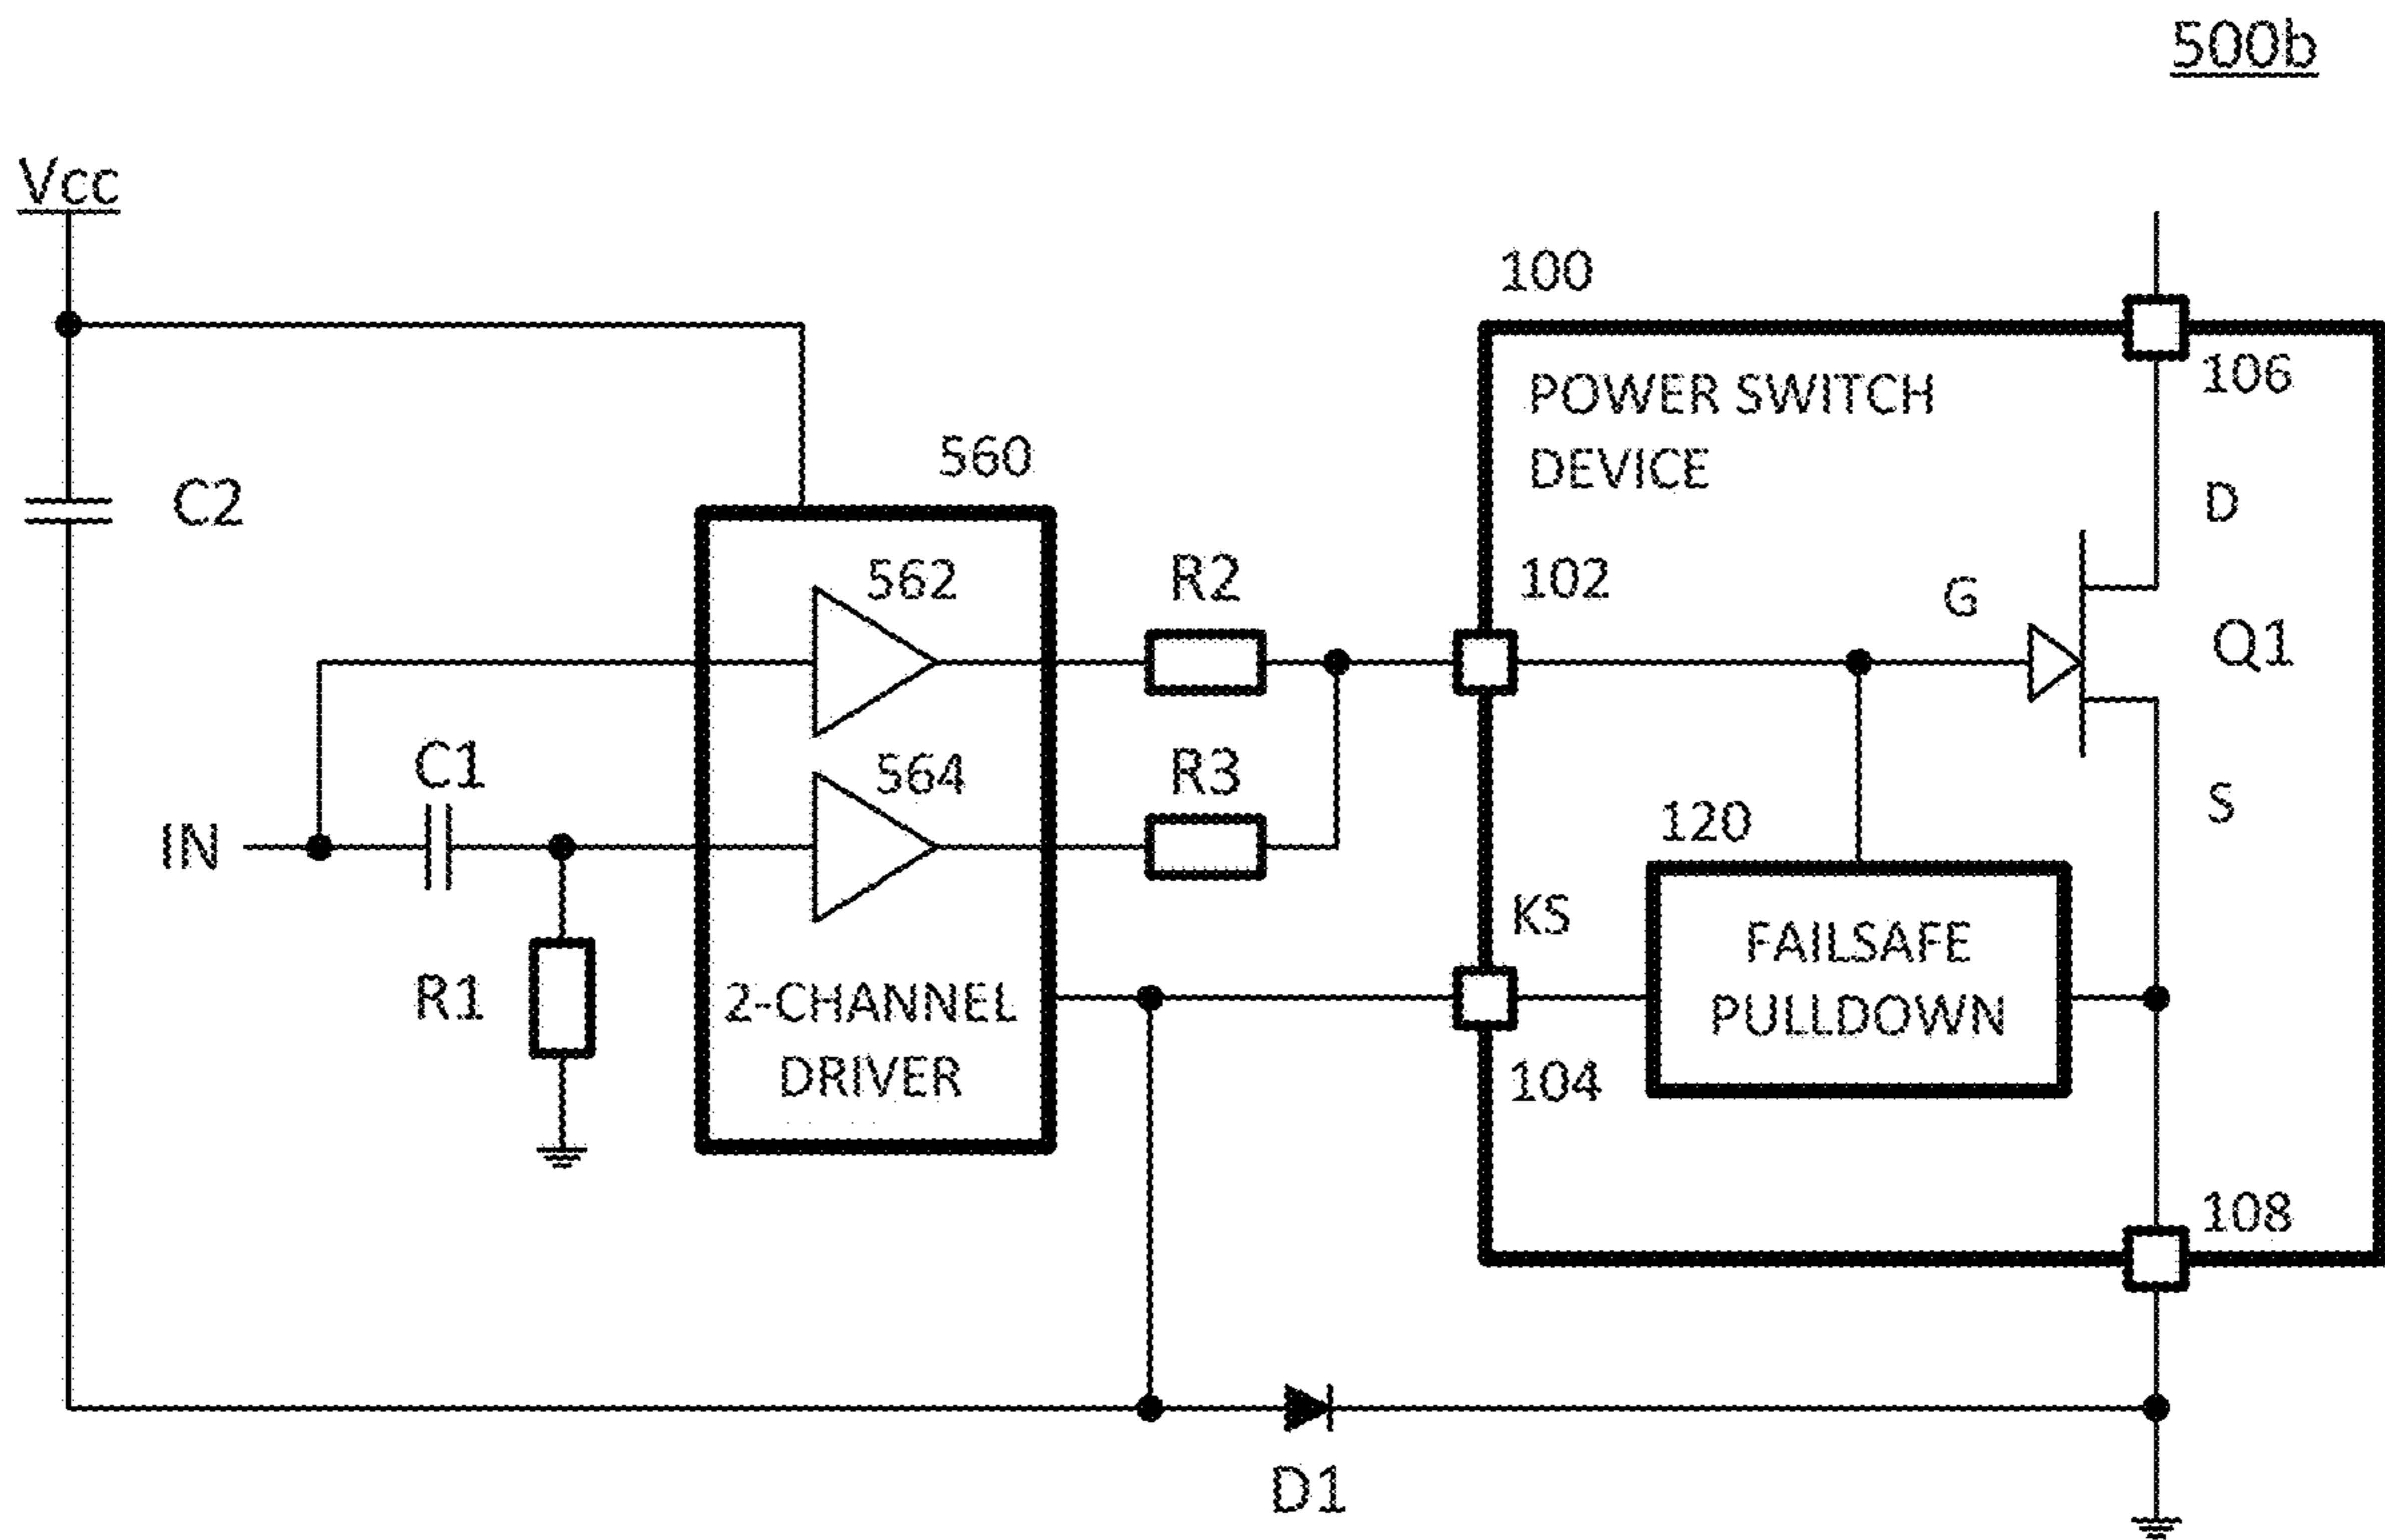 500b
Vcc
100
106
POWER SWITCH
DEVICE
560
C2
D
562
R2
102
G
Q1
C1
564
R3
120
S
IN
KS
FAILSAFE
PULLDOWN
R1
2-CHANNEL
DRIVER
104
108
D1